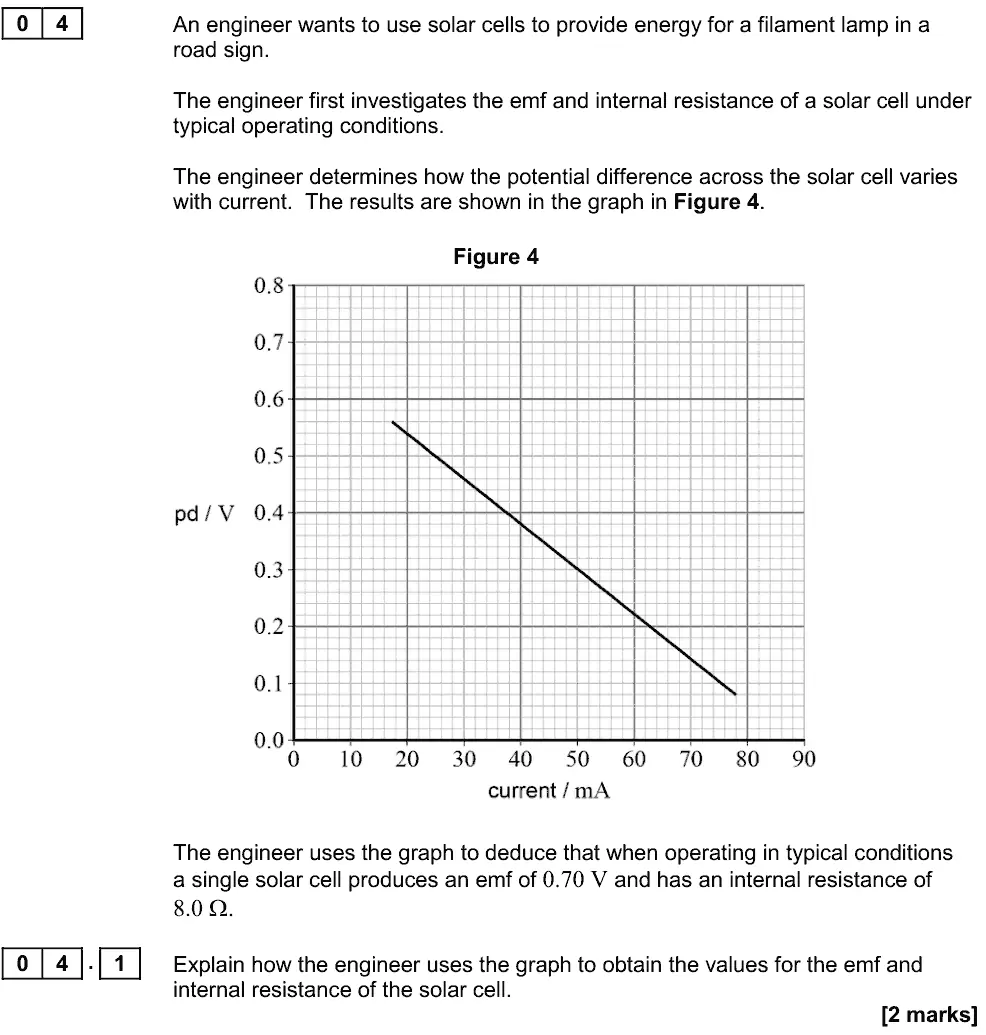 0 4 An engineer wants to use solar cells to provide energy for a filament lamp in a
road sign.
The engineer first investigates the emf and internal resistance of a solar cell under
typical operating conditions.
The engineer determines how the potential difference across the solar cell varies
with current. The results are shown in the graph in Figure 4.
Figure 4
0.8
0.7
0.6
0.5
pd / V 0.4
0.3
0.2
0.1
0.0
0 10 20 30 40 50 60 70 80 90
current / mA
The engineer uses the graph to deduce that when operating in typical conditions
a single solar cell produces an emf of 0.70 V and has an internal resistance of
8.0 Ω.
0 4 . 1 Explain how the engineer uses the graph to obtain the values for the emf and
internal resistance of the solar cell.
[2 marks]